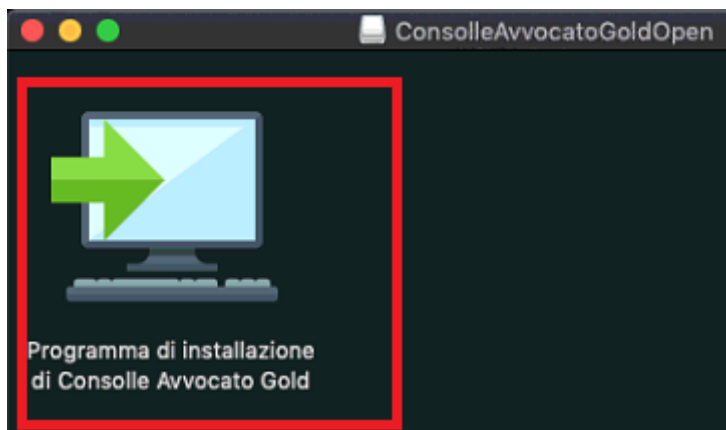 ConsolleAvvocatoGoldOpen
Programma di installazione
di Consolle Avvocato Gold